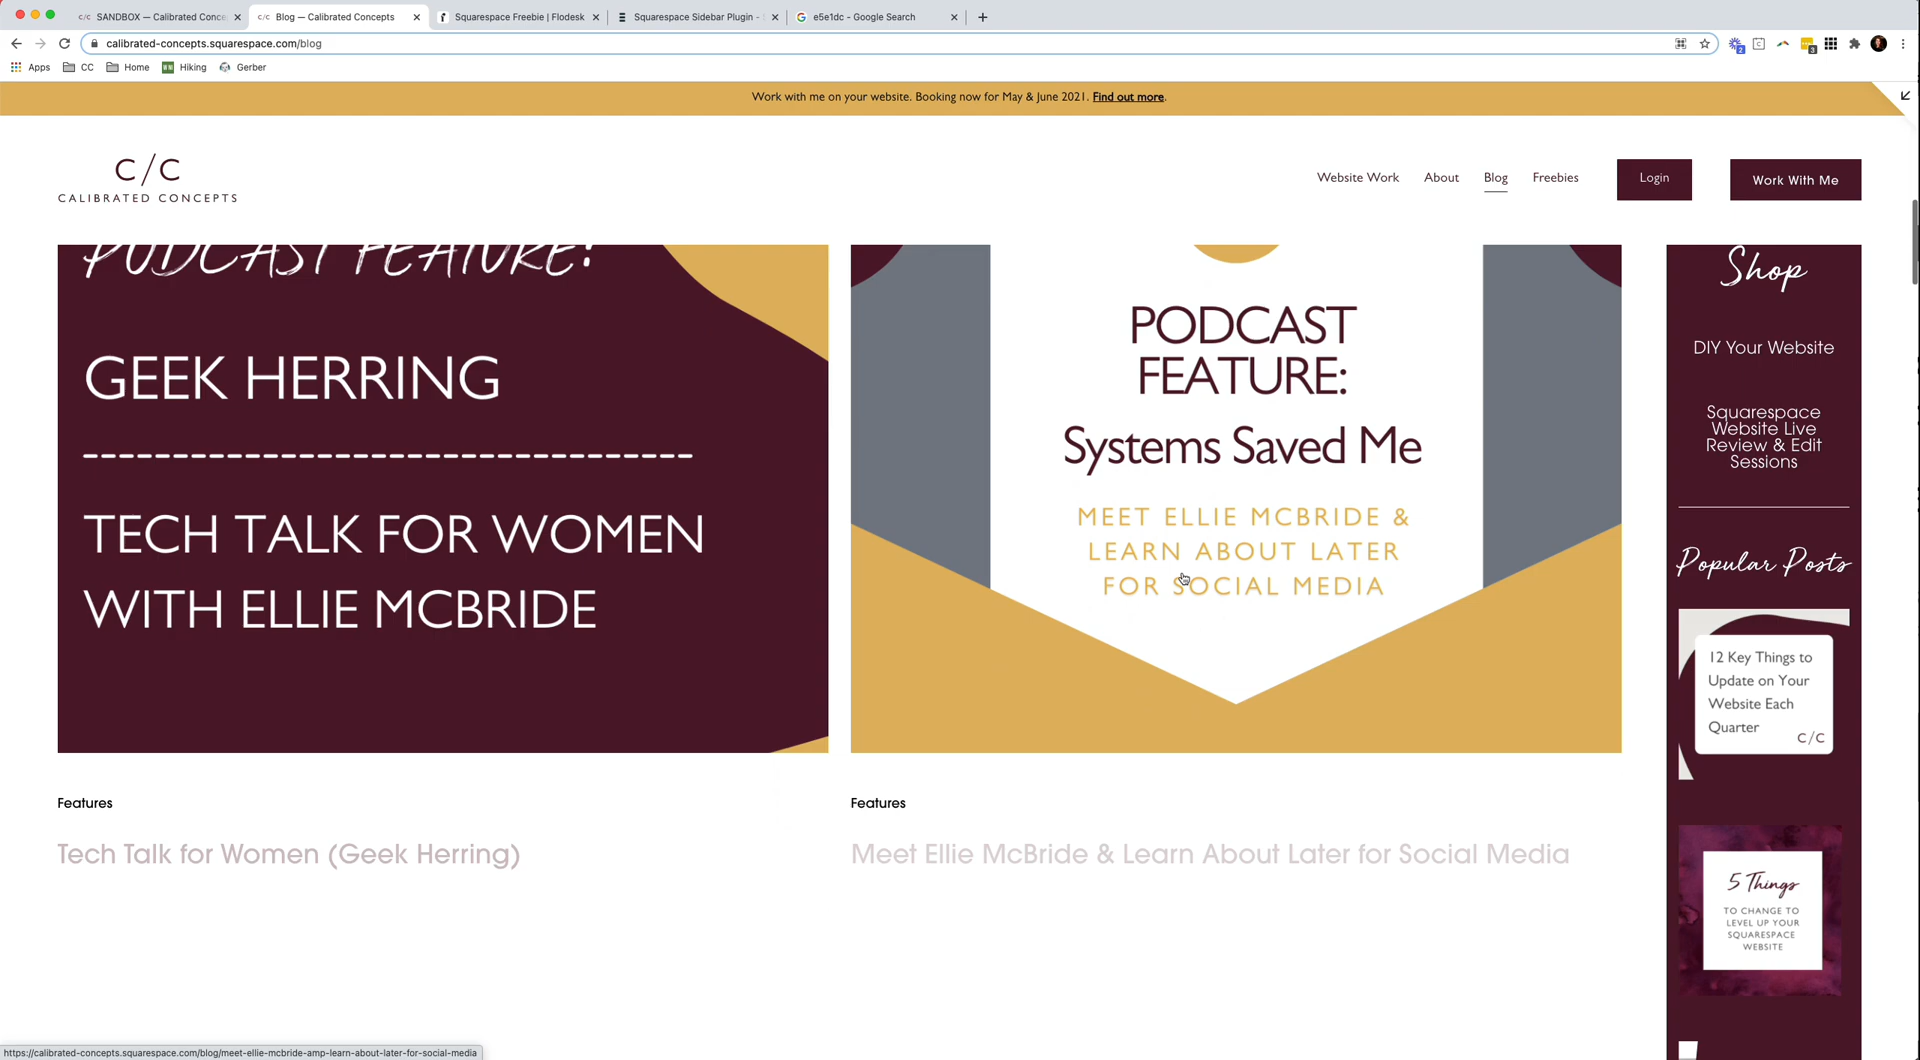 SANDBOX — Calibrated Conce
C/C Blog — Calibrated Concepts
Squarespace Freebie | Flodesk
Squarespace Sidebar Plugin -
e5e1dc - Google Search
calibrated-concepts.squarespace.com/blog
Apps
CC
Home
Hiking
Gerber
Work with me on your website. Booking now for May & June 2021. Find out more.
C/C
CALIBRATED CONCEPTS
Website Work
About
Blog
Freebies
Login
Work With Me
PODCAST FEATURE:
GEEK HERRING
TECH TALK FOR WOMEN
WITH ELLIE MCBRIDE
PODCAST
FEATURE:
Systems Saved Me
MEET ELLIE MCBRIDE &
LEARN ABOUT LATER
FOR SOCIAL MEDIA
Shop
DIY Your Website
Squarespace
Website Live
Review & Edit
Sessions
Popular Posts
12 Key Things to
Update on Your
Website Each
Quarter
C/C
5 Things
TO CHANGE TO
LEVEL UP YOUR
SQUARESPACE
WEBSITE
Features
Tech Talk for Women (Geek Herring)
Features
Meet Ellie McBride & Learn About Later for Social Media
https://calibrated-concepts.squarespace.com/blog/meet-ellie-mcbride-amp-learn-about-later-for-social-media